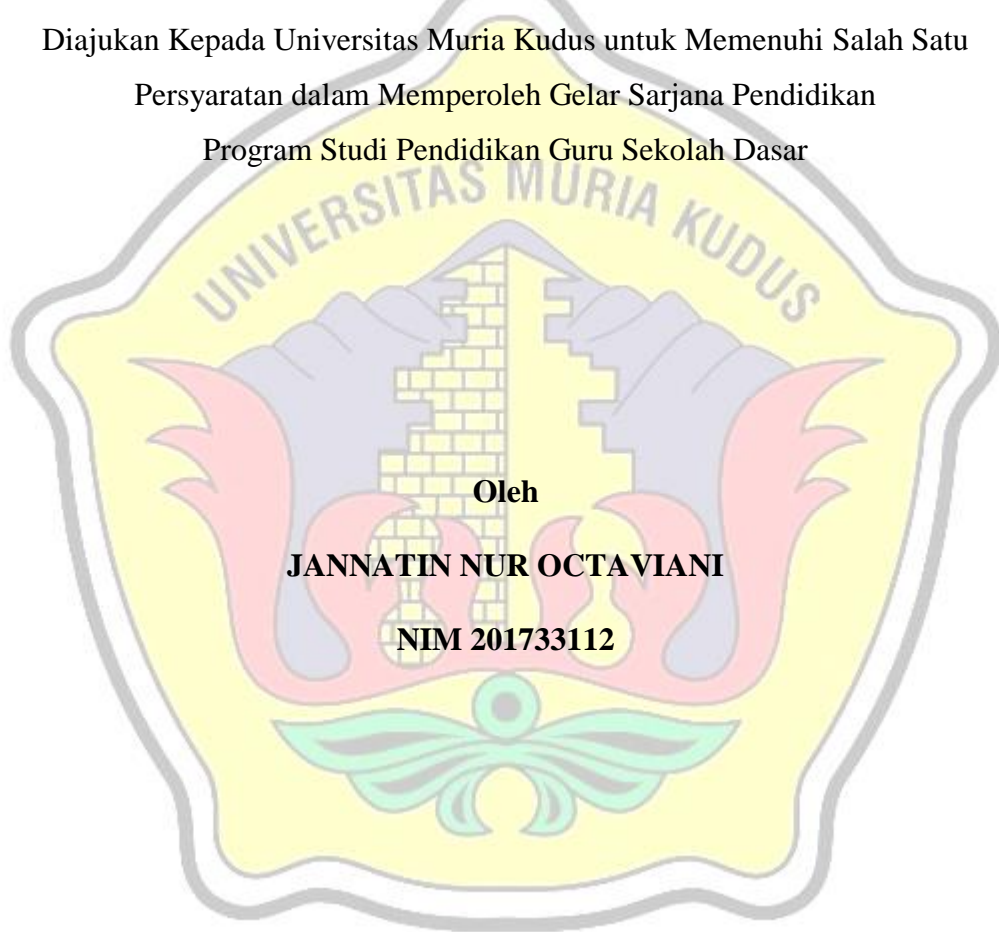 Diajukan Kepada Universitas Muria Kudus untuk Memenuhi Salah Satu
Persyaratan dalam Memperoleh Gelar Sarjana Pendidikan
Program Studi Pendidikan Guru Sekolah Dasar
UNIVERSITAS MURIA KUDUS
Oleh
JANNATIN NUR OCTAVIANI
NIM 201733112